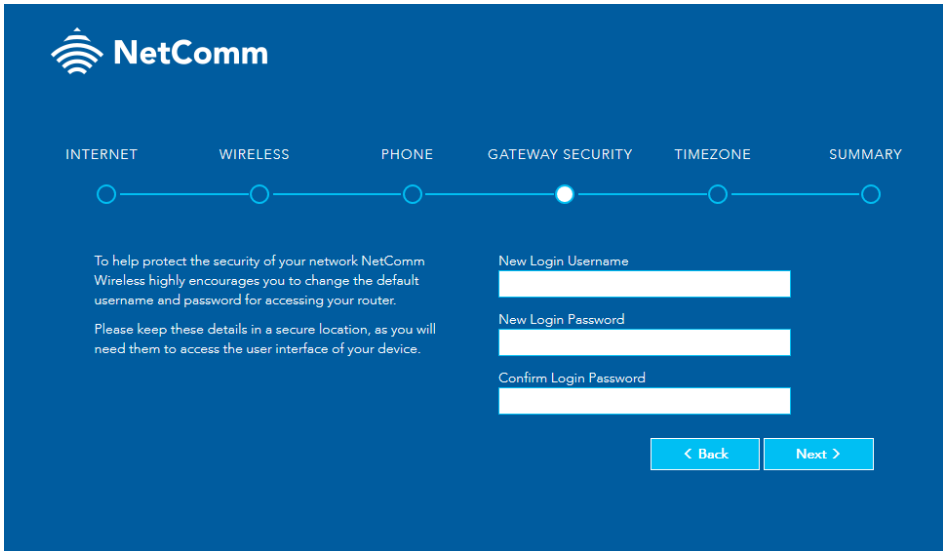 NetComm
INTERNET WIRELESS PHONE GATEWAY SECURITY TIMEZONE SUMMARY
To help protect the security of your network NetComm
Wireless highly encourages you to change the default
username and password for accessing your router.
Please keep these details in a secure location, as you will
need them to access the user interface of your device.
New Login Username
New Login Password
Confirm Login Password
< Back
Next >